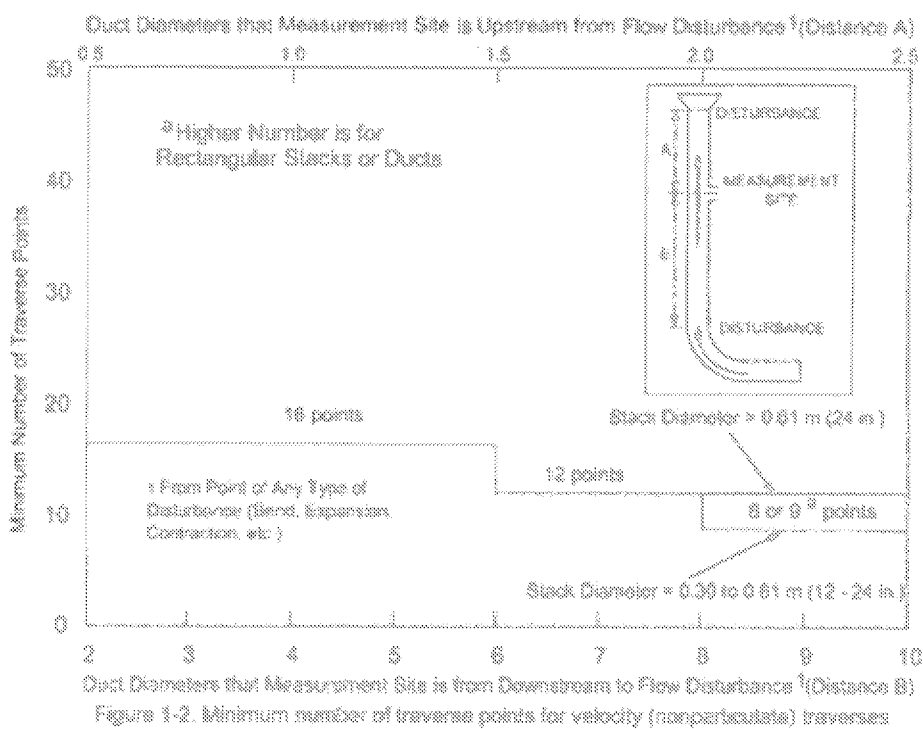 Duct Diameters that Measurement Site is Upstream from Flow Disturbance 1 (Distance A)
0.5 1.0 1.5 2.0 2.5
50
a Higher Number is for
Rectangular Stacks or Ducts
DISTURBANCE
A
MEASUREMENT
SITE
B
DISTURBANCE
40
30
20
10
0
Minimum Number of Traverse Points
16 points
Stack Diameter > 0.61 m (24 in.)
12 points
1 From Point of Any Type of
Disturbance (Bend, Expansion,
Contraction, etc.)
8 or 9 a points
Stack Diameter = 0.30 to 0.61 m (12 - 24 in.)
2 3 4 5 6 7 8 9 10
Duct Diameters that Measurment Site is from Downstream to Flow Disturbance 1 (Distance B)
Figure 1-2. Minimum number of traverse points for velocity (nonparticulate) traverses